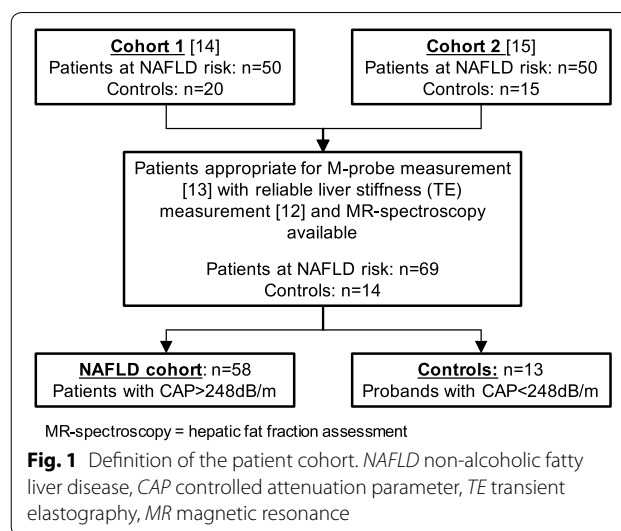 Cohort 1 [14]
Patients at NAFLD risk: n=50
Controls: n=20
Cohort 2 [15]
Patients at NAFLD risk: n=50
Controls: n=15
Patients appropriate for M-probe measurement
[13] with reliable liver stiffness (TE)
measurement [12] and MR-spectroscopy
available
Patients at NAFLD risk: n=69
Controls: n=14
NAFLD cohort: n=58
Patients with CAP>248dB/m
Controls: n=13
Probands with CAP<248dB/m
MR-spectroscopy = hepatic fat fraction assessment
Fig. 1 Definition of the patient cohort. NAFLD non-alcoholic fatty
liver disease, CAP controlled attenuation parameter, TE transient
elastography, MR magnetic resonance